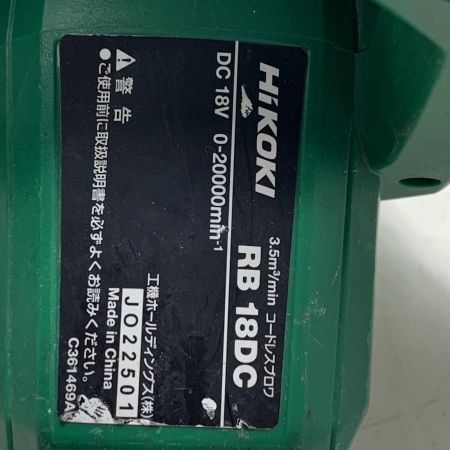 HiKOKI RB 18DC
3.5m³/min コードレスブロワ
DC 18V 0-20000min⁻¹
⚠警告
●ご使用前に取扱説明書を必ずよくお読みください。
工機ホールディングス(株)
JO22501
Made in China
C361469A